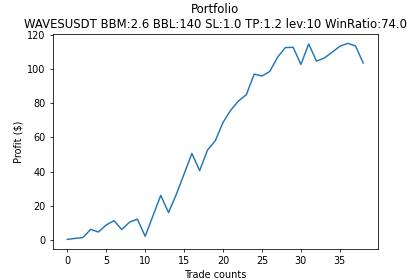 Portfolio
WAVESUSDT BBM:2.6 BBL:140 SL:1.0 TP:1.2 lev:10 WinRatio:74.0
120
100
80
60
40
20
0
Profit ($)
0 5 10 15 20 25 30 35
Trade counts